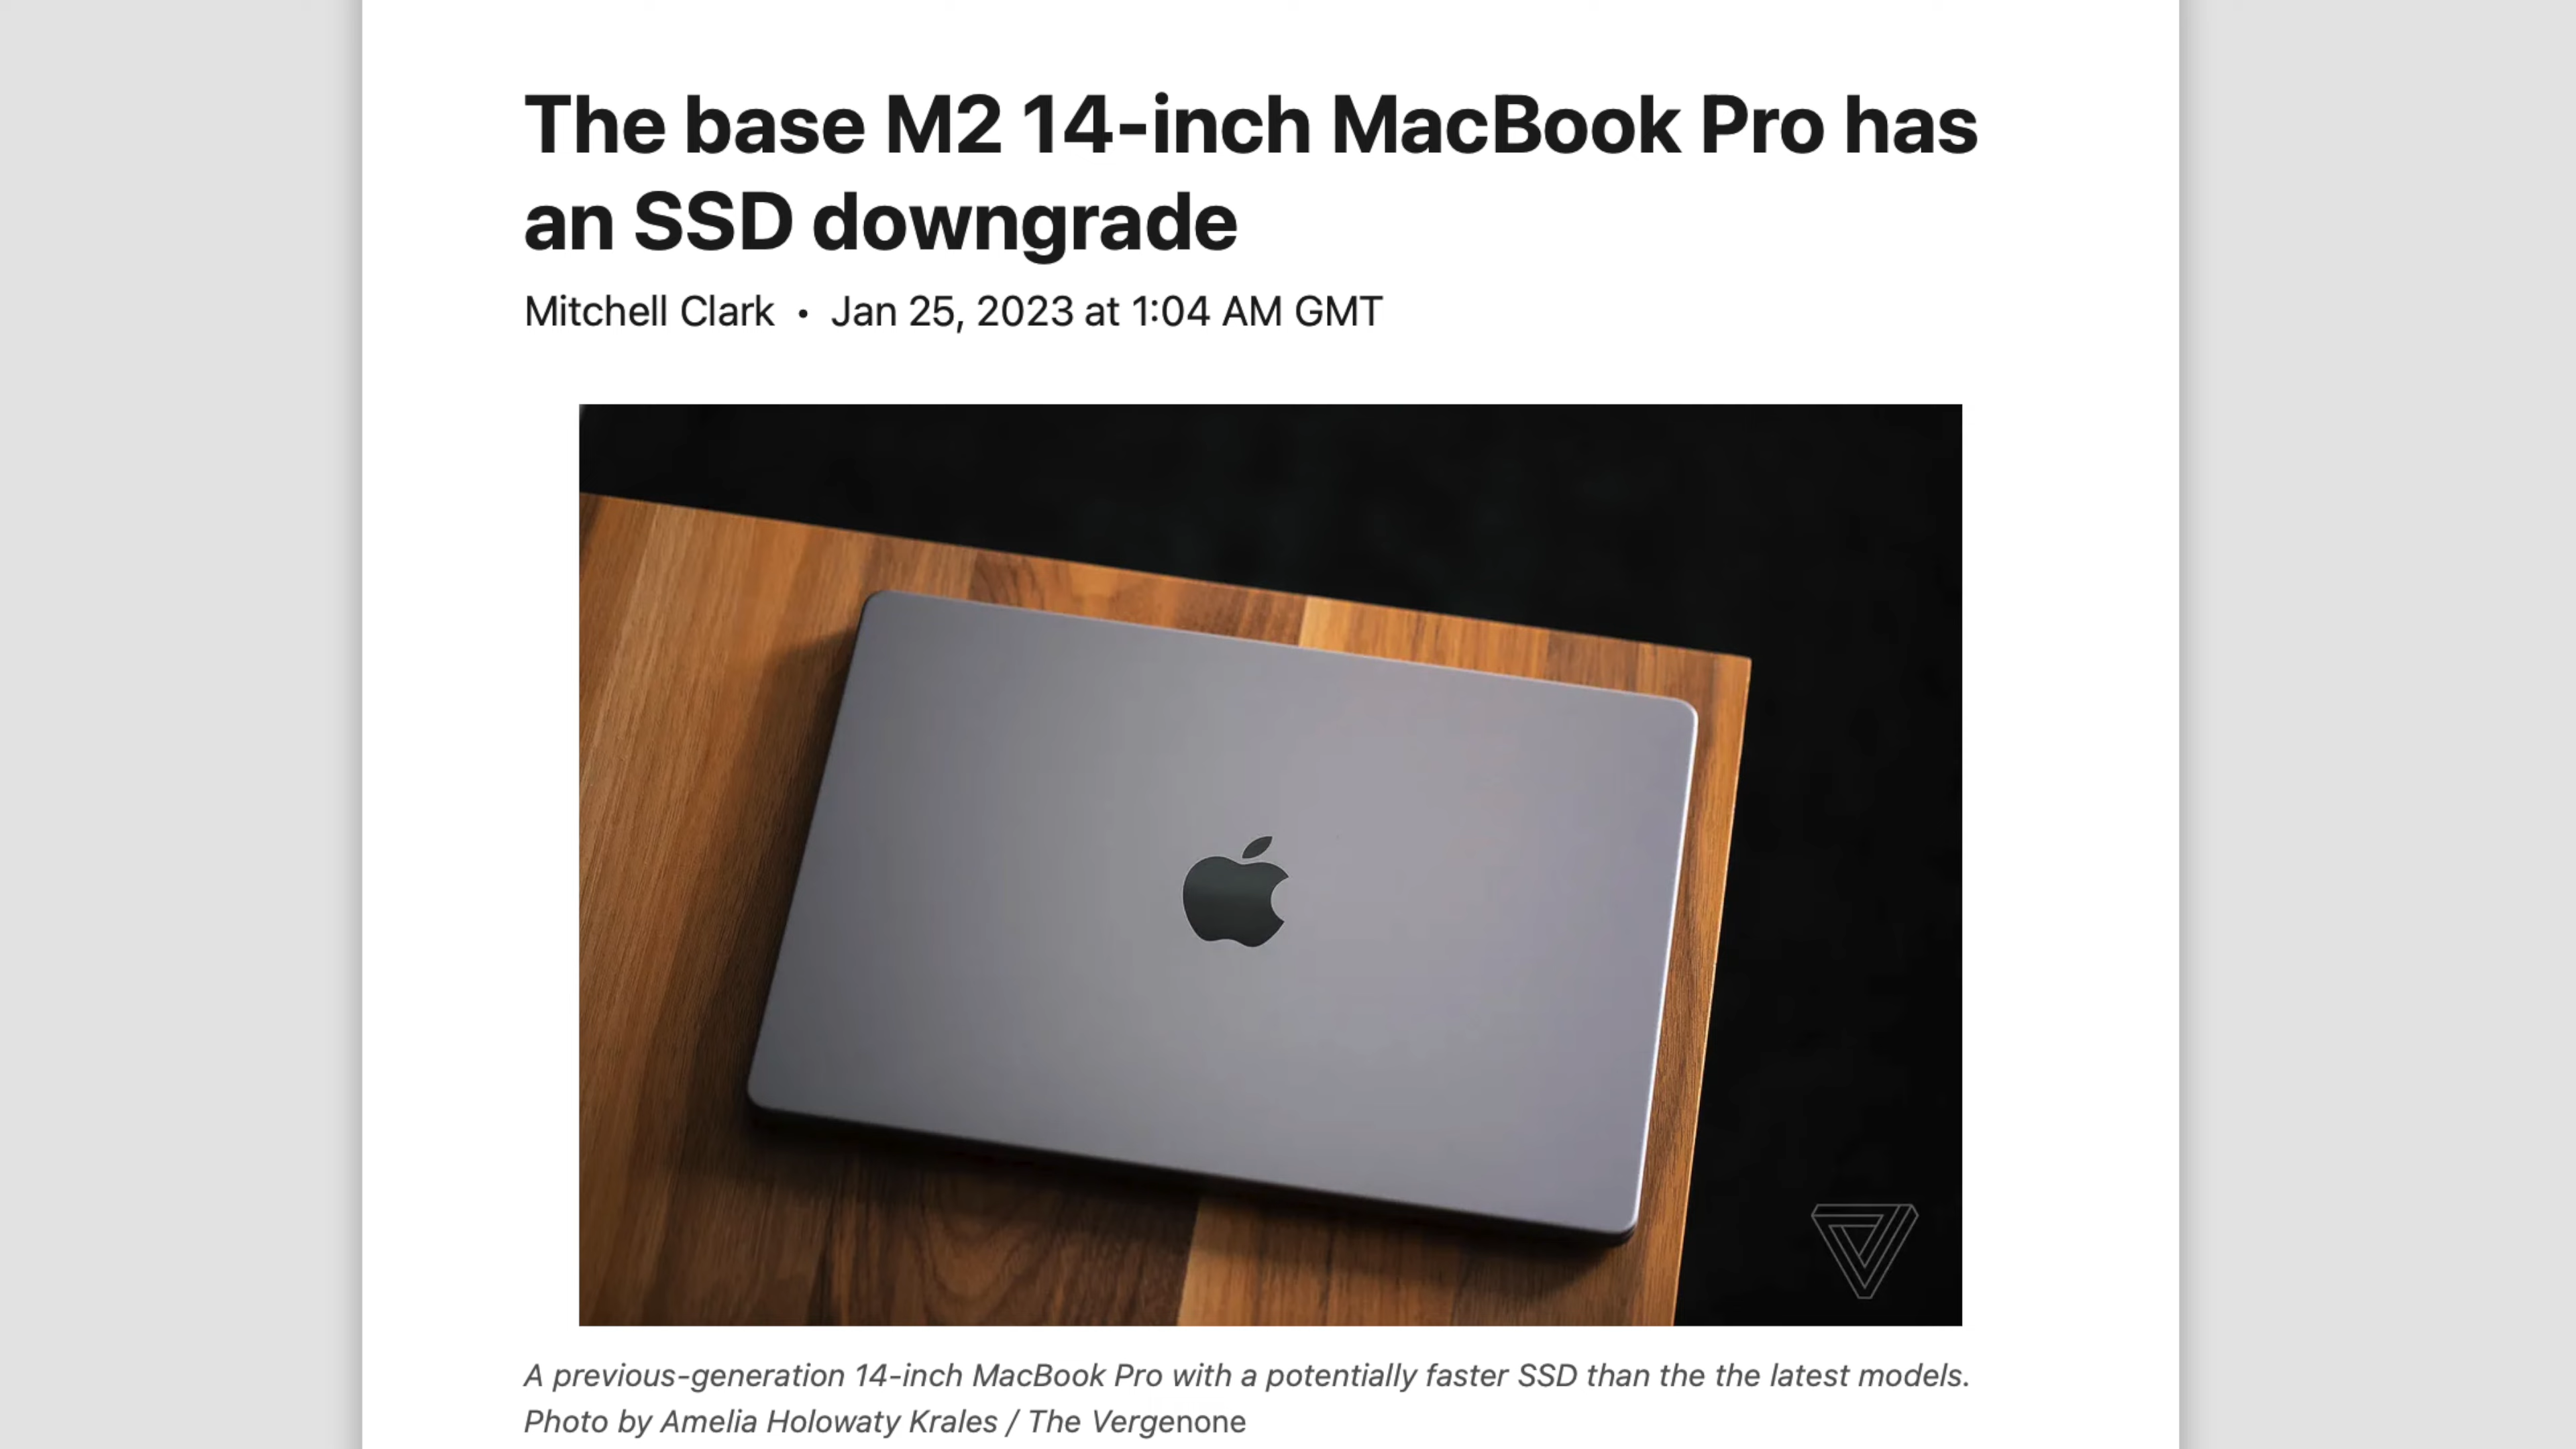 The base M2 14-inch MacBook Pro has
an SSD downgrade
Mitchell Clark • Jan 25, 2023 at 1:04 AM GMT
A previous-generation 14-inch MacBook Pro with a potentially faster SSD than the the latest models.
Photo by Amelia Holowaty Krales / The Vergenone